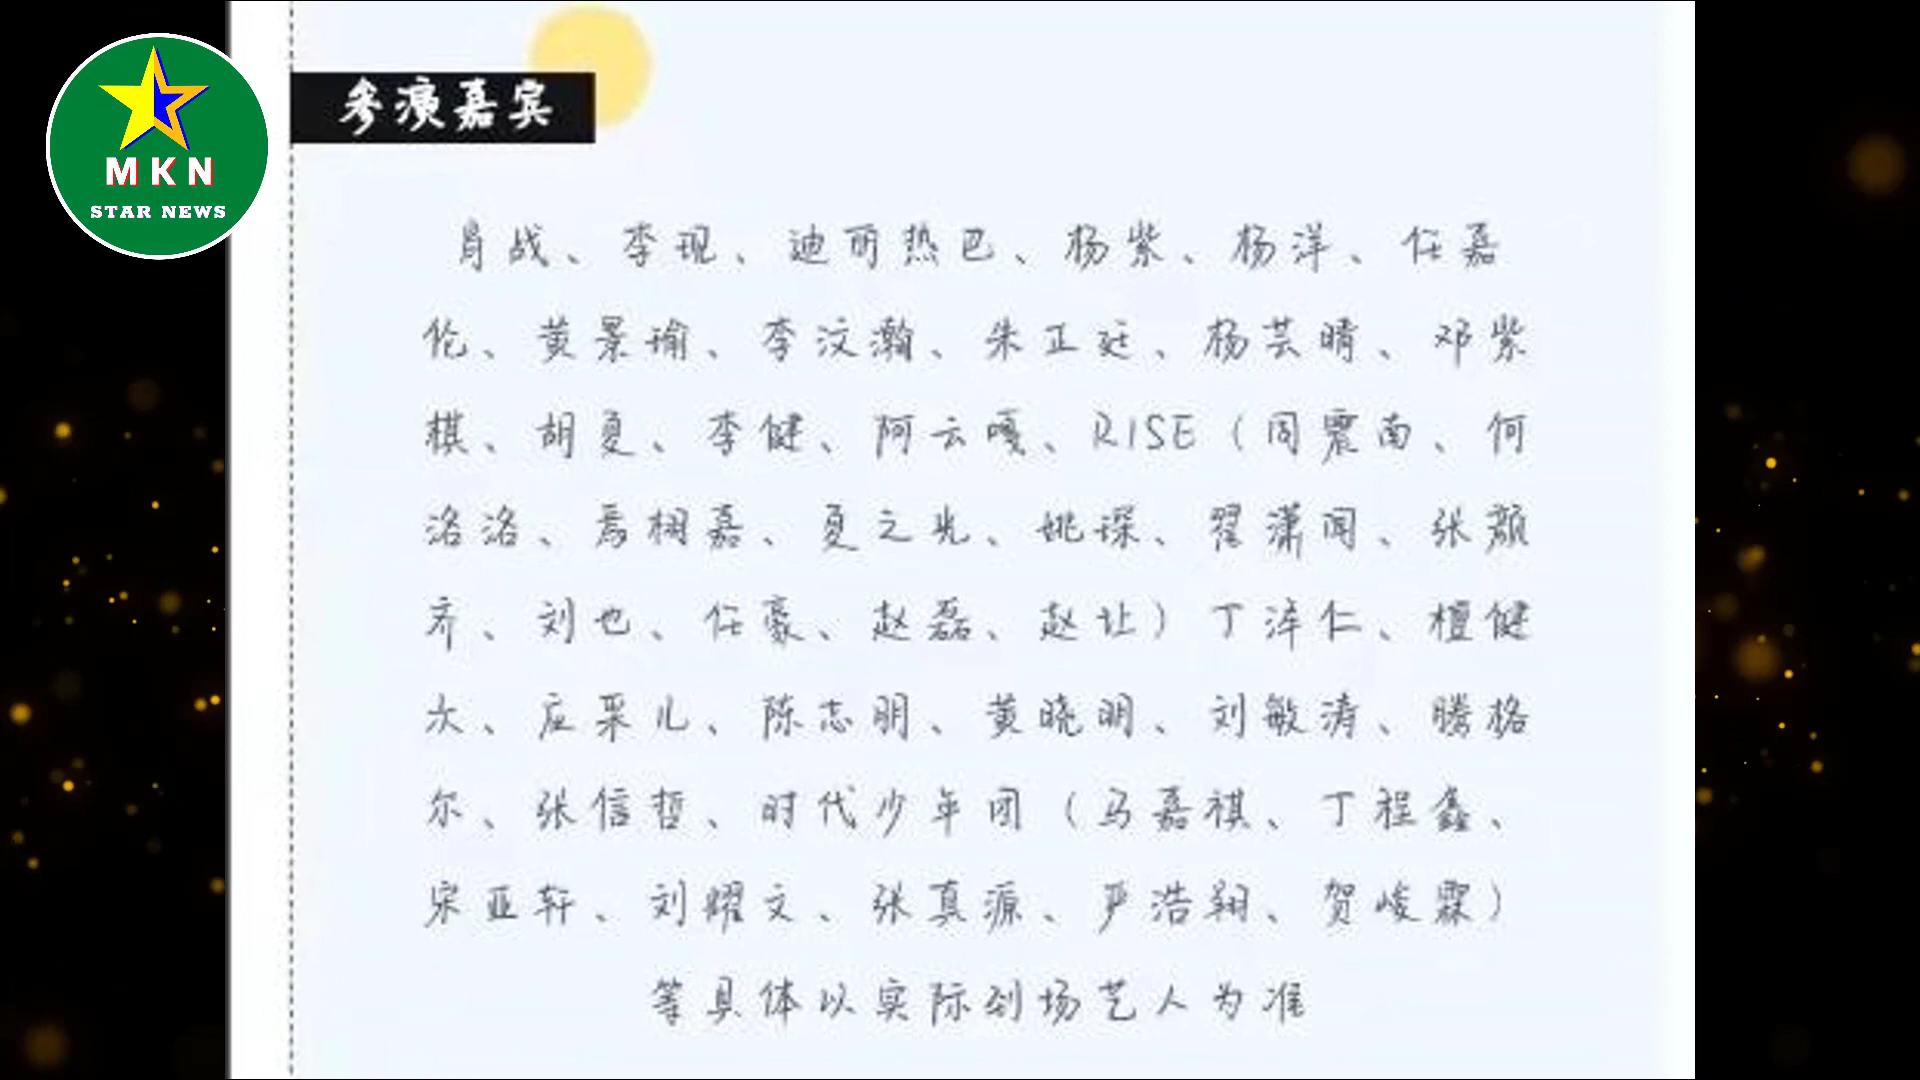 MKN
STAR NEWS
参演嘉宾
肖战、李现、迪丽热巴、杨紫、杨洋、任嘉
伦、黄景瑜、李汶瀚、朱正廷、杨芸晴、邓紫
棋、胡夏、李健、阿云嘎、R1SE（周震南、何
洛洛、焉栩嘉、夏之光、姚琛、翟潇闻、张颜
齐、刘也、任豪、赵磊、赵让）丁泽仁、檀健
次、应采儿、陈志朋、黄晓明、刘敏涛、腾格
尔、张信哲、时代少年团（马嘉祺、丁程鑫、
宋亚轩、刘耀文、张真源、严浩翔、贺峻霖）
等具体以实际到场艺人为准